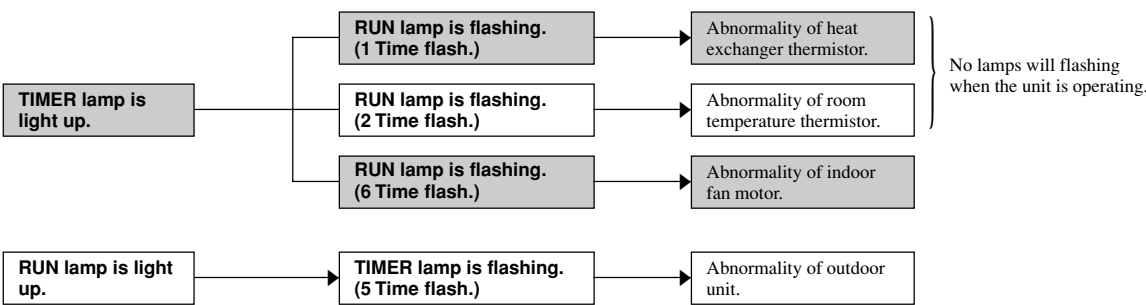 RUN lamp is flashing.
(1 Time flash.)
Abnormality of heat
exchanger thermistor.
No lamps will flashing
when the unit is operating.
TIMER lamp is
light up.
RUN lamp is flashing.
(2 Time flash.)
Abnormality of room
temperature thermistor.
RUN lamp is flashing.
(6 Time flash.)
Abnormality of indoor
fan motor.
RUN lamp is light
up.
TIMER lamp is flashing.
(5 Time flash.)
Abnormality of outdoor
unit.